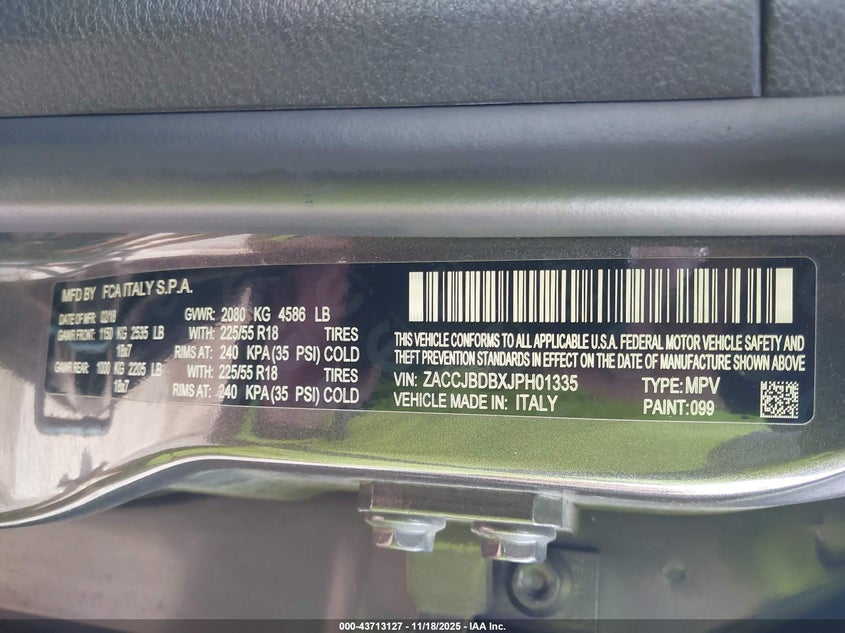 MFD BY FCA ITALY S.P.A.
DATE OF MFR: 02/18 GVWR: 2080 KG 4586 LB
GAWR FRONT: 1150 KG 2535 LB WITH: 225/55 R18 TIRES
18x7 RIMS AT: 240 KPA (35 PSI) COLD
GAWR REAR: 1000 KG 2205 LB WITH: 225/55 R18 TIRES
18x7 RIMS AT: 240 KPA (35 PSI) COLD
THIS VEHICLE CONFORMS TO ALL APPLICABLE U.S.A. FEDERAL MOTOR VEHICLE SAFETY AND
THEFT PREVENTION STANDARDS IN EFFECT ON THE DATE OF MANUFACTURE SHOWN ABOVE
VIN: ZACCJBDBXJPH01335 TYPE: MPV
VEHICLE MADE IN: ITALY PAINT: 099
000-43713127 - 11/18/2025 - IAA Inc.